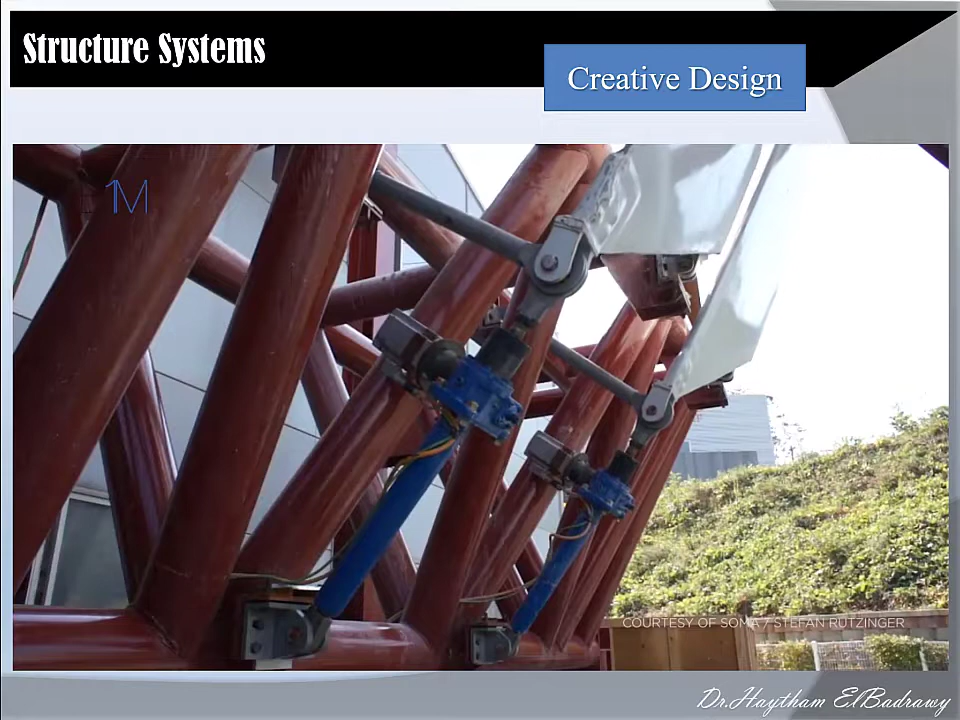 Structure Systems
Creative Design
1M
COURTESY OF SOMA / STEFAN RUTZINGER
Dr.Haytham ElBadrawy